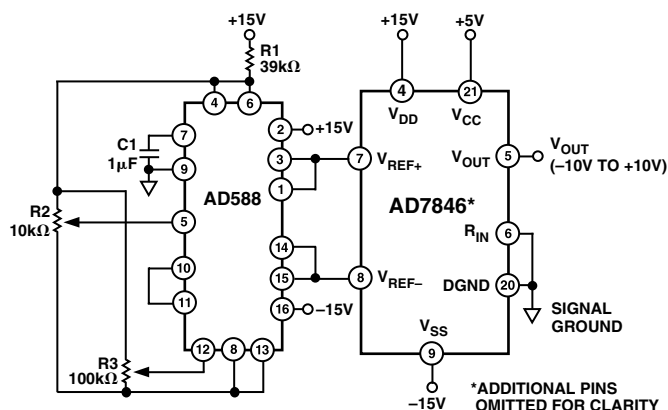 +15V
R1
39kΩ
+15V
+5V
4
6
4
21
V_DD
V_CC
7
C1
1µF
9
2
+15V
3
1
AD588
7
V_REF+
V_OUT
5
V_OUT
(–10V TO +10V)
AD7846*
R2
10kΩ
5
R_IN
6
14
10
15
8
V_REF–
DGND
20
11
16
–15V
SIGNAL
GROUND
V_SS
9
R3
100kΩ
12
8
13
–15V
*ADDITIONAL PINS
OMITTED FOR CLARITY